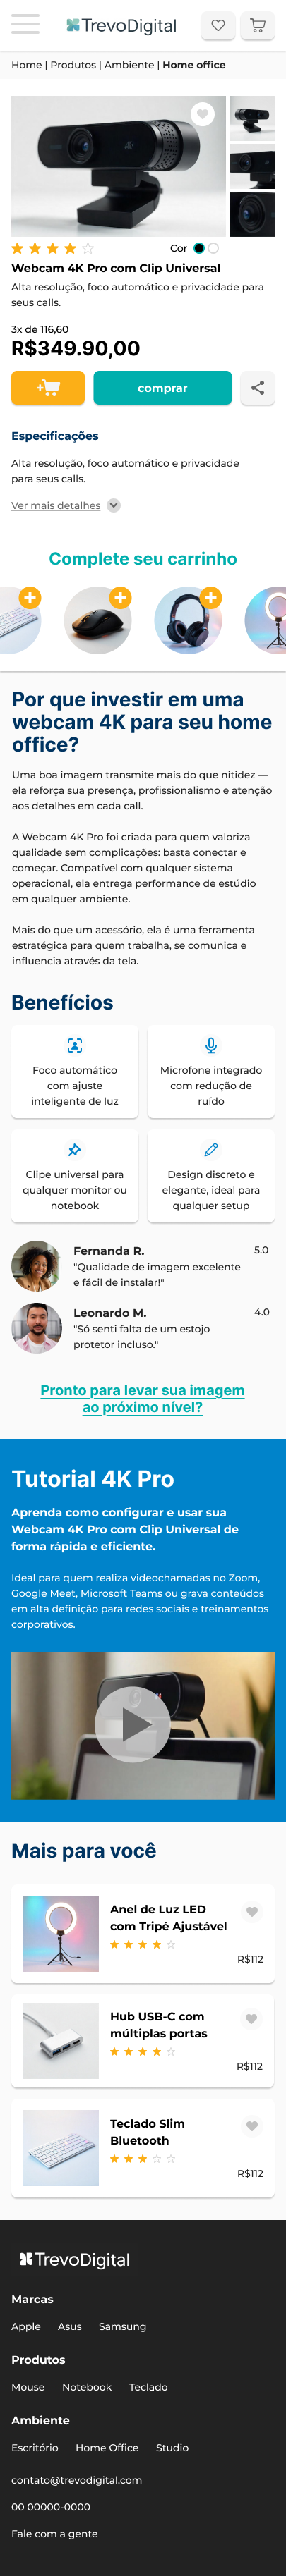 TrevoDigital
Home | Produtos | Ambiente | Home office
Cor
Webcam 4K Pro com Clip Universal
Alta resolução, foco automático e privacidade para
seus calls.
3x de 116,60
R$349.90,00
comprar
Especificações
Alta resolução, foco automático e privacidade
para seus calls.
Ver mais detalhes
Complete seu carrinho
Por que investir em uma
webcam 4K para seu home
office?
Uma boa imagem transmite mais do que nitidez —
ela reforça sua presença, profissionalismo e atenção
aos detalhes em cada call.
A Webcam 4K Pro foi criada para quem valoriza
qualidade sem complicações: basta conectar e
começar. Compatível com qualquer sistema
operacional, ela entrega performance de estúdio
em qualquer ambiente.
Mais do que um acessório, ela é uma ferramenta
estratégica para quem trabalha, se comunica e
influencia através da tela.
Benefícios
Foco automático
com ajuste
inteligente de luz
Microfone integrado
com redução de
ruído
Clipe universal para
qualquer monitor ou
notebook
Design discreto e
elegante, ideal para
qualquer setup
Fernanda R.
5.0
"Qualidade de imagem excelente
e fácil de instalar!"
Leonardo M.
4.0
"Só senti falta de um estojo
protetor incluso."
Pronto para levar sua imagem
ao próximo nível?
Tutorial 4K Pro
Aprenda como configurar e usar sua
Webcam 4K Pro com Clip Universal de
forma rápida e eficiente.
Ideal para quem realiza videochamadas no Zoom,
Google Meet, Microsoft Teams ou grava conteúdos
em alta definição para redes sociais e treinamentos
corporativos.
Mais para você
Anel de Luz LED
com Tripé Ajustável
R$112
Hub USB-C com
múltiplas portas
R$112
Teclado Slim
Bluetooth
R$112
TrevoDigital
Marcas
Apple Asus Samsung
Produtos
Mouse Notebook Teclado
Ambiente
Escritório Home Office Studio
contato@trevodigital.com
00 00000-0000
Fale com a gente